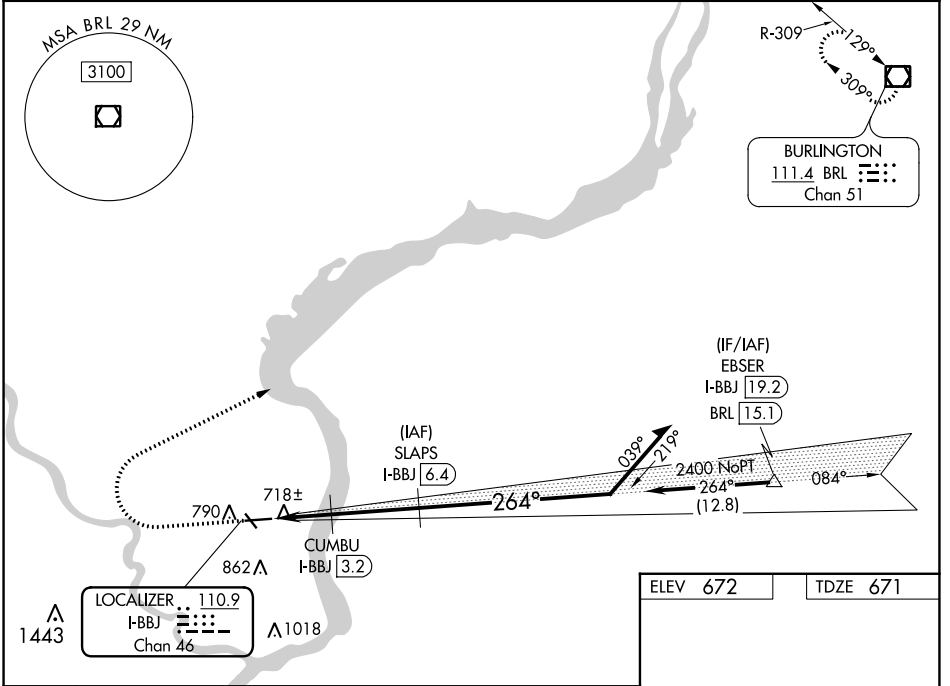 MSA BRL 29 NM
3100
R-309
129°
309°
BURLINGTON
111.4 BRL
Chan 51
(IF/IAF)
EBSER
I-BBJ 19.2
BRL 15.1
(IAF)
SLAPS
I-BBJ 6.4
039°
219°
2400 NoPT
264°
264°
084°
(12.8)
790
718±
CUMBU
I-BBJ 3.2
862
LOCALIZER 110.9
I-BBJ
Chan 46
1443
1018
ELEV 672
TDZE 671